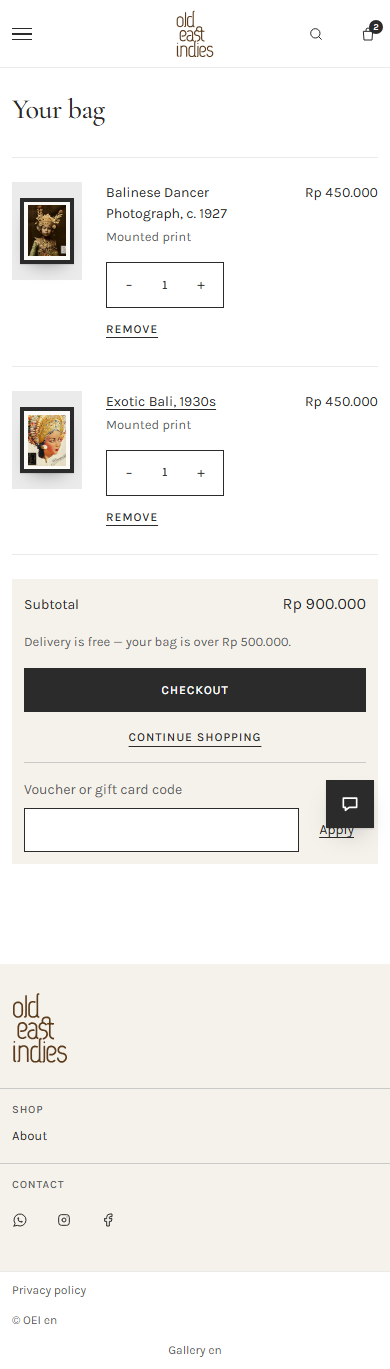 old
east
indies
2
Your bag
Balinese Dancer
Photograph, c. 1927
Rp 450.000
Mounted print
- 1 +
REMOVE
Exotic Bali, 1930s
Rp 450.000
Mounted print
- 1 +
REMOVE
Subtotal
Rp 900.000
Delivery is free — your bag is over Rp 500.000.
CHECKOUT
CONTINUE SHOPPING
Voucher or gift card code
Apply
old
east
indies
SHOP
About
CONTACT
Privacy policy
© OEI en
Gallery en